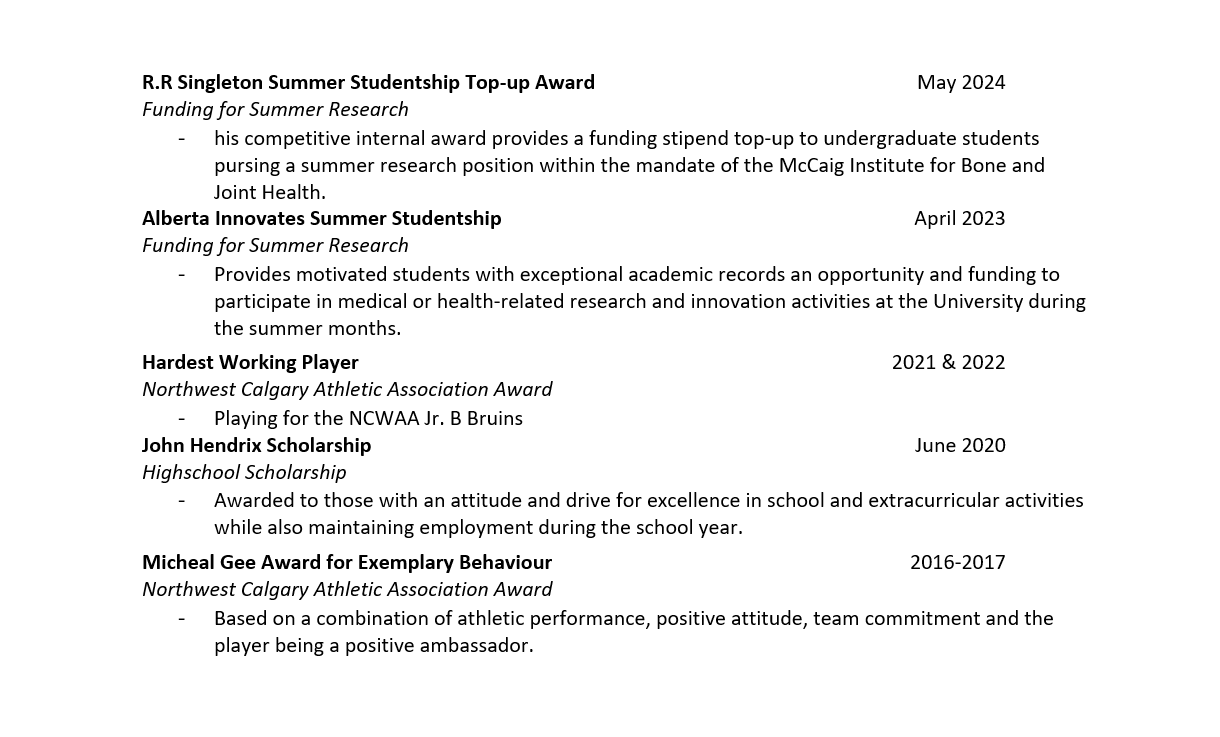 R.R Singleton Summer Studentship Top-up Award May 2024
Funding for Summer Research
- his competitive internal award provides a funding stipend top-up to undergraduate students
pursing a summer research position within the mandate of the McCaig Institute for Bone and
Joint Health.
Alberta Innovates Summer Studentship April 2023
Funding for Summer Research
- Provides motivated students with exceptional academic records an opportunity and funding to
participate in medical or health-related research and innovation activities at the University during
the summer months.
Hardest Working Player 2021 & 2022
Northwest Calgary Athletic Association Award
- Playing for the NCWAA Jr. B Bruins
John Hendrix Scholarship June 2020
Highschool Scholarship
- Awarded to those with an attitude and drive for excellence in school and extracurricular activities
while also maintaining employment during the school year.
Micheal Gee Award for Exemplary Behaviour 2016-2017
Northwest Calgary Athletic Association Award
- Based on a combination of athletic performance, positive attitude, team commitment and the
player being a positive ambassador.